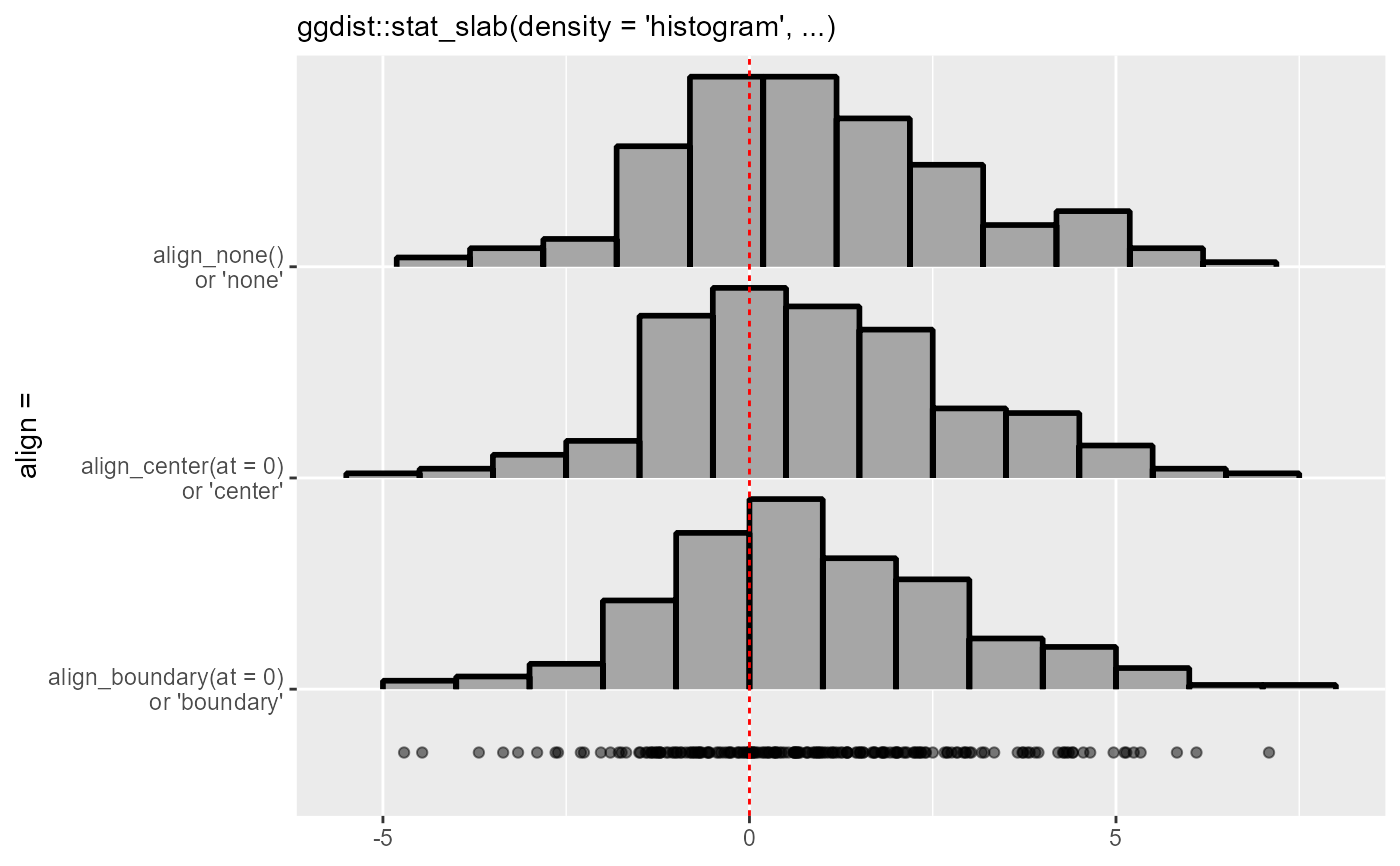 ggdist::stat_slab(density = 'histogram', ...)
align =
align_none()
or 'none'
align_center(at = 0)
or 'center'
align_boundary(at = 0)
or 'boundary'
-5
0
5